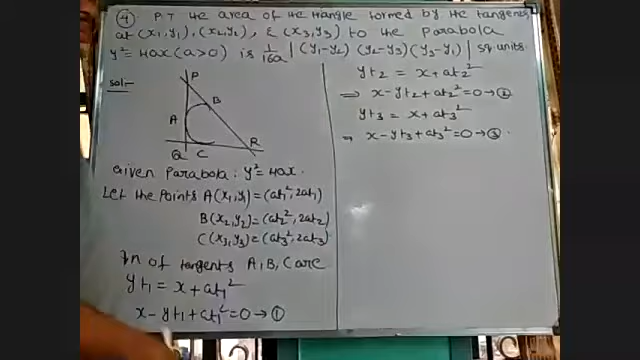 ④ P.T the area of the triangle formed by the tangents
at (x₁,y₁), (x₂,y₂), & (x₃,y₃) to the Parabola
y²=4ax (a>0) is 1/16a |(y₁-y₂)(y₂-y₃)(y₃-y₁)| sq.units.
Sol:-
P
B
A
R
Q
C
Given Parabola: y²=4ax.
Let the Points A(x₁,y₁)=(at₁²,2at₁)
B(x₂,y₂)=(at₂²,2at₂)
C(x₃,y₃)=(at₃²,2at₃)
of tangents A,B,C are
yt₁ = x+at₁²
x-yt₁+at₁²=0→①
yt₂ = x+at₂²
⇒ x-yt₂+at₂²=0→②
yt₃ = x+at₃²
⇒ x-yt₃+at₃²=0→③